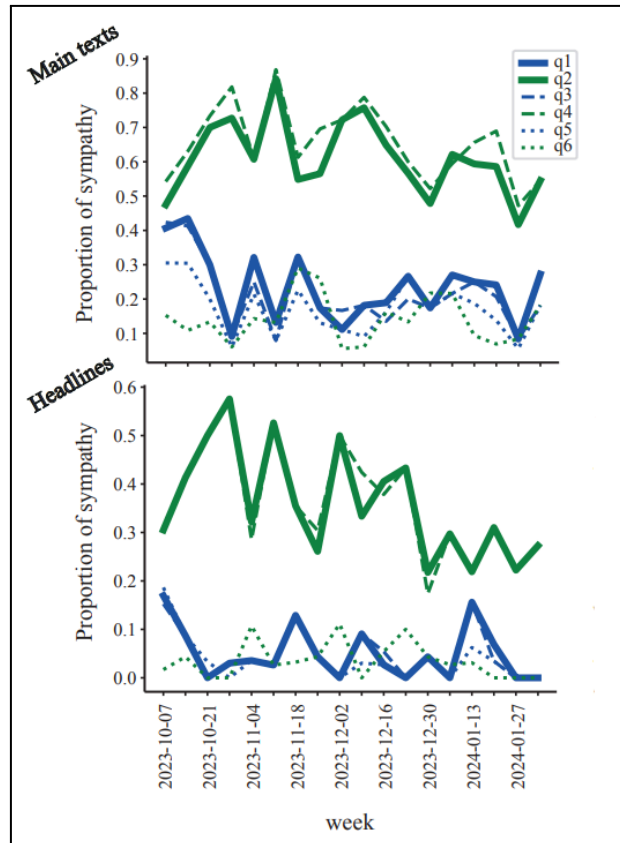 Main texts
Proportion of sympathy
0.9
0.8
0.7
0.6
0.5
0.4
0.3
0.2
0.1
q1
q2
q3
q4
q5
q6
Headlines
Proportion of sympathy
0.6
0.5
0.4
0.3
0.2
0.1
0.0
2023-10-07
2023-10-21
2023-11-04
2023-11-18
2023-12-02
2023-12-16
2023-12-30
2024-01-13
2024-01-27
week